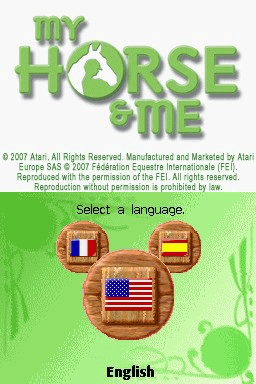 MY
HORSE
& ME
© 2007 Atari. All Rights Reserved. Manufactured and Marketed by Atari
Europe SAS © 2007 Fédération Equestre Internationale (FEI).
Reproduced with the permission of the FEI. All rights reserved.
Reproduction without permission is prohibited by law.
Select a language.
English